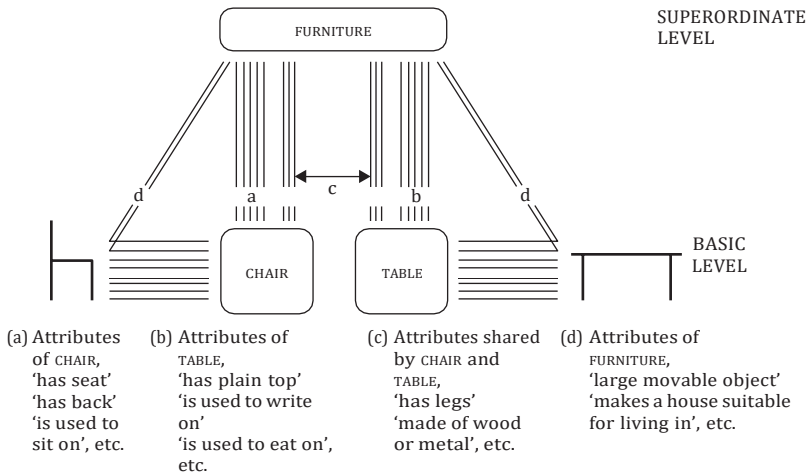 FURNITURE
SUPERORDINATE
LEVEL
d
a
c
b
d
CHAIR
TABLE
BASIC
LEVEL
(a) Attributes
of CHAIR,
‘has seat’
‘has back’
‘is used to
sit on’, etc.
(b) Attributes of
TABLE,
‘has plain top’
‘is used to write
on’
‘is used to eat on’,
etc.
(c) Attributes shared
by CHAIR and
TABLE,
‘has legs’
‘made of wood
or metal’, etc.
(d) Attributes of
FURNITURE,
‘large movable object’
‘makes a house suitable
for living in’, etc.